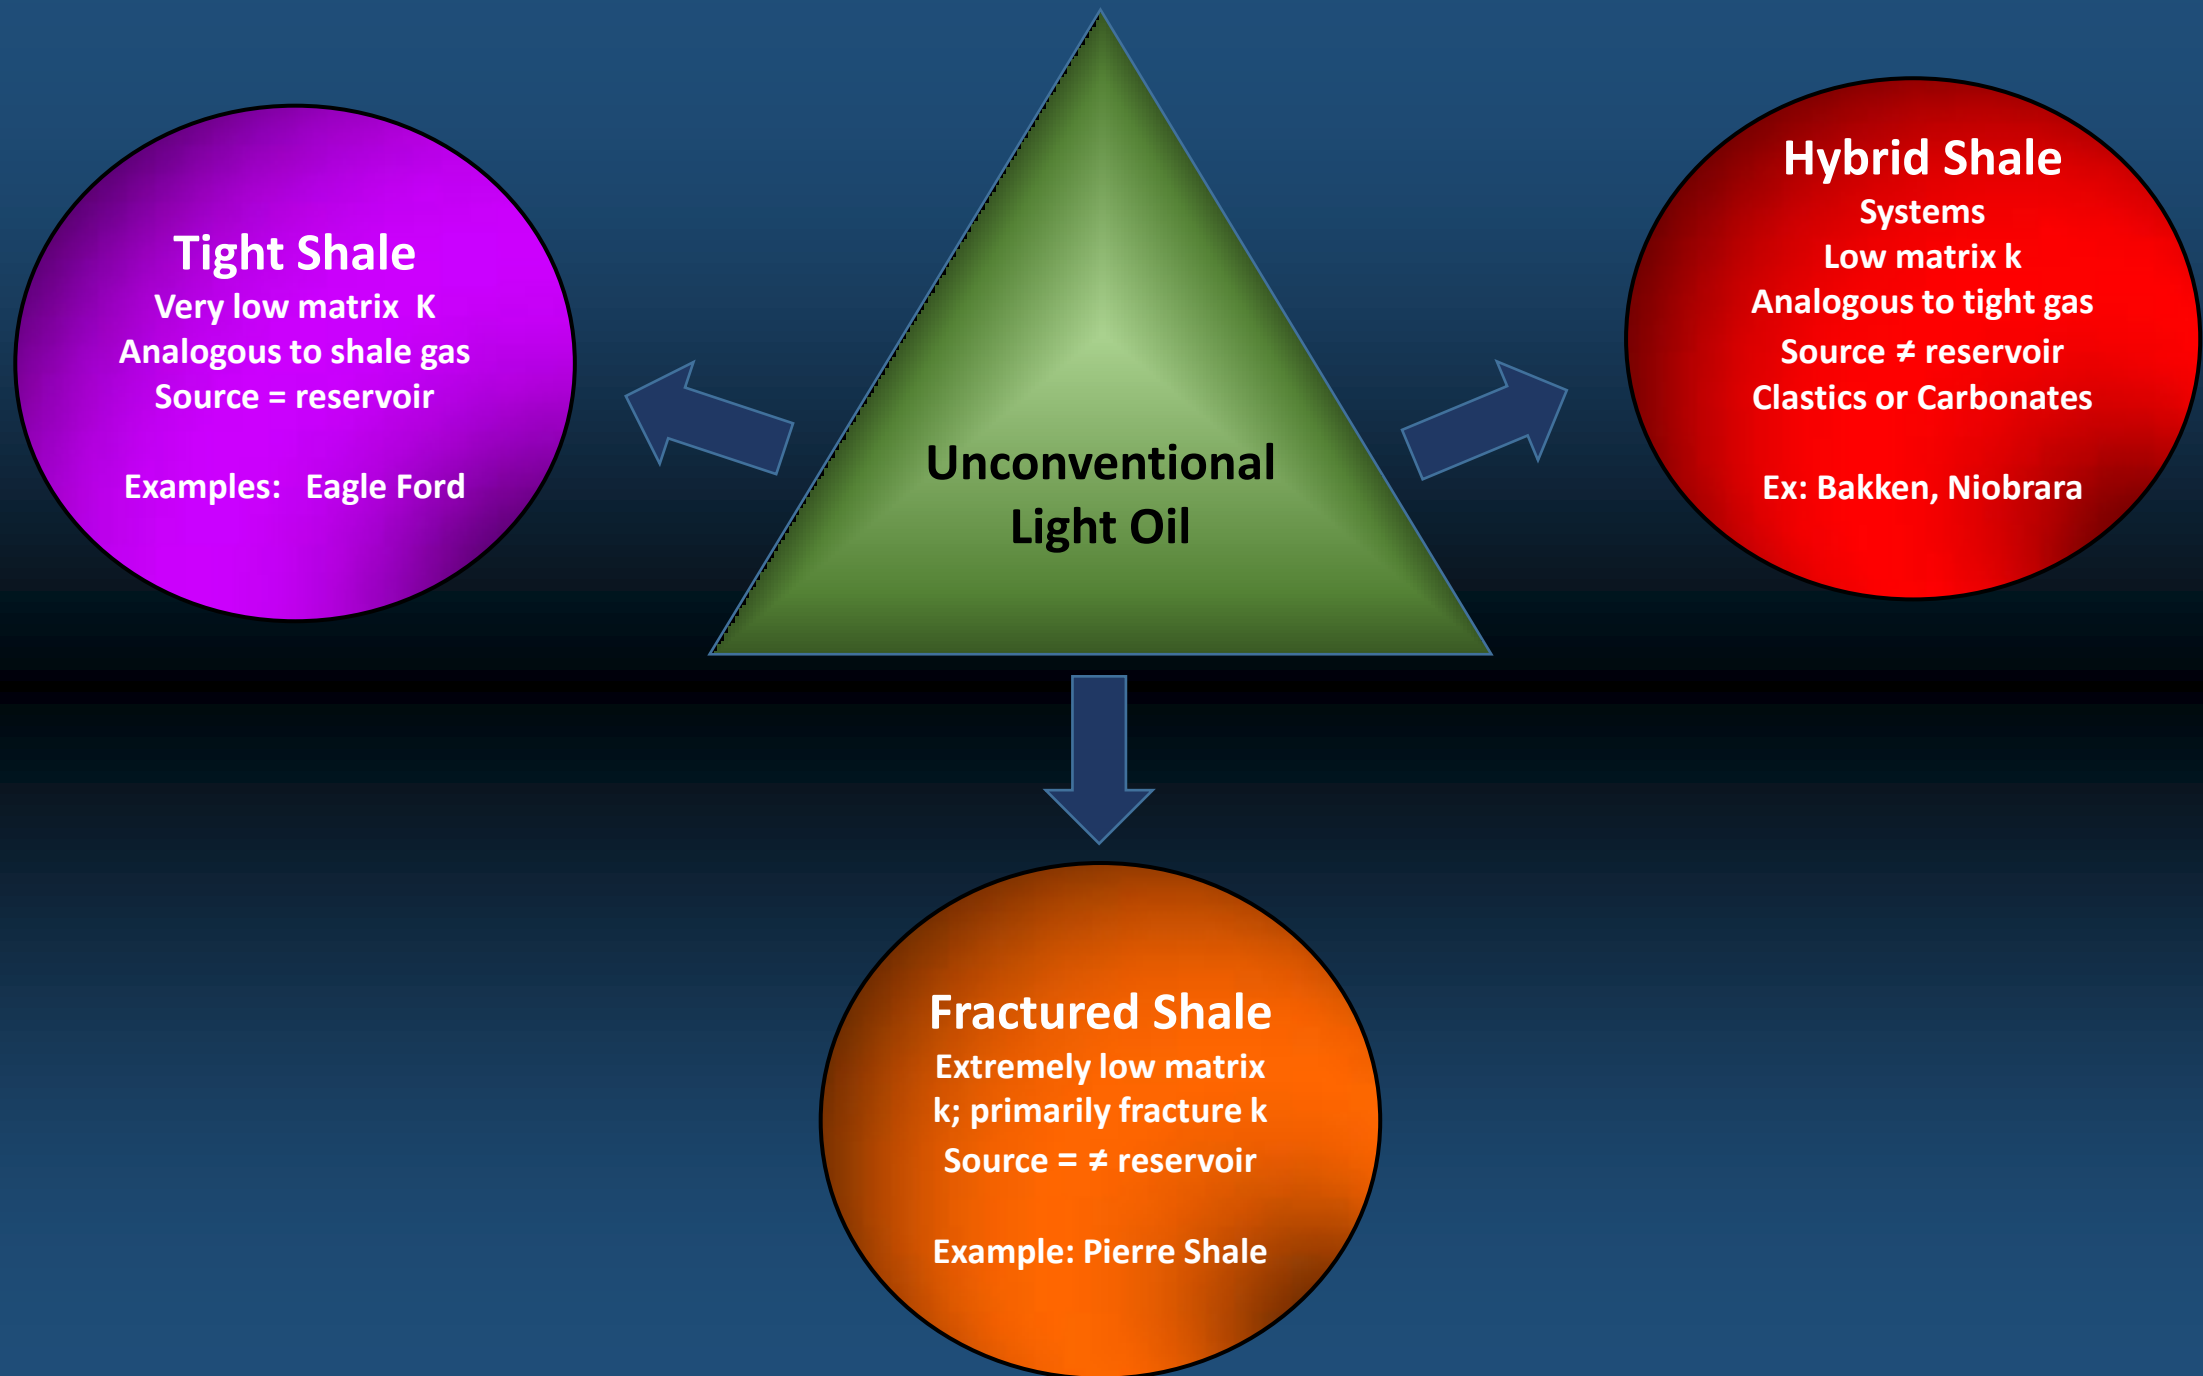 Tight Shale
Very low matrix  K
Analogous to shale gas
Source = reservoir
Examples:   Eagle Ford
Unconventional
Light Oil
Hybrid Shale
Systems
Low matrix k
Analogous to tight gas
Source ≠ reservoir
Clastics or Carbonates
Ex: Bakken, Niobrara
Fractured Shale
Extremely low matrix
k; primarily fracture k
Source = ≠ reservoir
Example: Pierre Shale